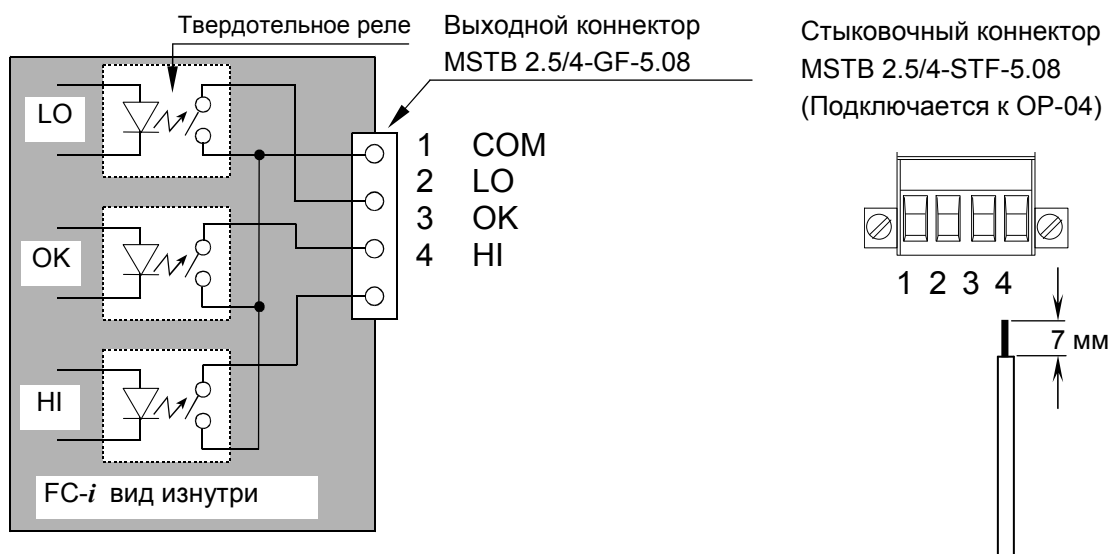 Твердотельное реле
Выходной коннектор
MSTB 2.5/4-GF-5.08
Стыковочный коннектор
MSTB 2.5/4-STF-5.08
(Подключается к OP-04)
LO
OK
HI
1 COM
2 LO
3 OK
4 HI
1 2 3 4
7 мм
FC-i вид изнутри